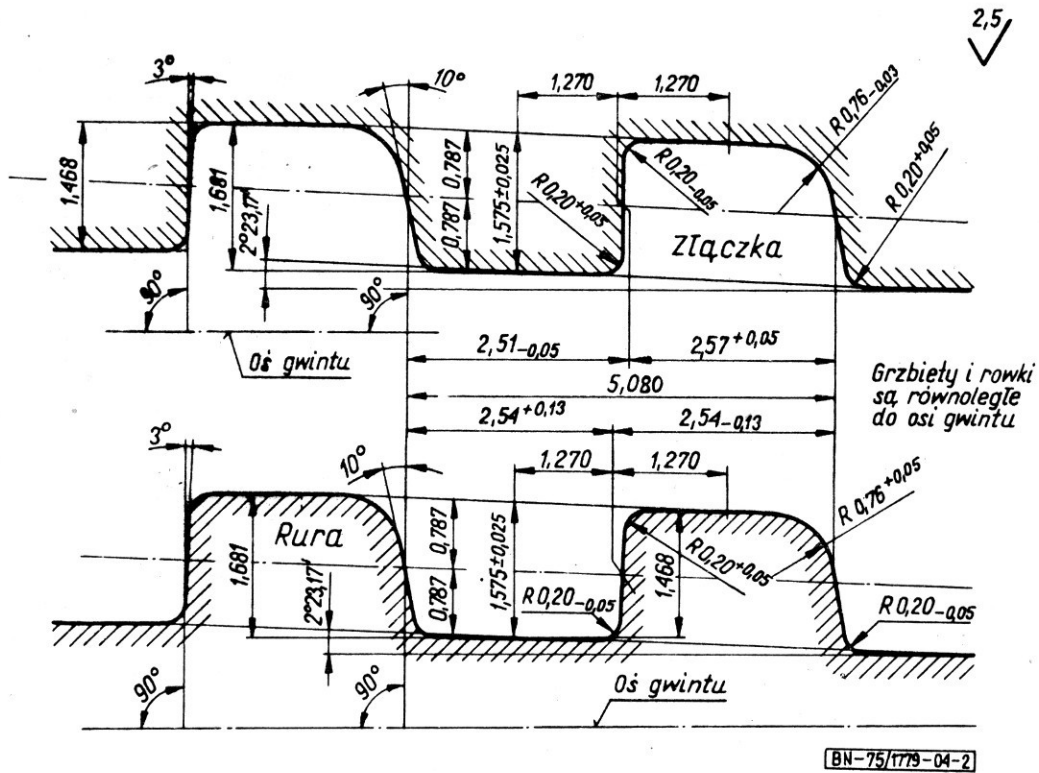 2,5
3°
10°
1,270
1,270
R 0,76-0,03
1,468
1,681
0,787
0,787
1,575±0,025
R 0,20+0,05
R 0,20-0,05
R 0,20+0,05
2°23,17'
Złączka
90°
90°
Oś gwintu
2,51-0,05
2,57+0,05
5,080
Grzbiety i rowki
są równoległe
do osi gwintu
2,54+0,13
2,54-0,13
3°
10°
1,270
1,270
R 0,76+0,05
Rura
1,681
0,787
0,787
1,575±0,025
1,468
R 0,20+0,05
2°23,17'
R 0,20-0,05
R 0,20-0,05
90°
90°
Oś gwintu
BN-75/1779-04-2